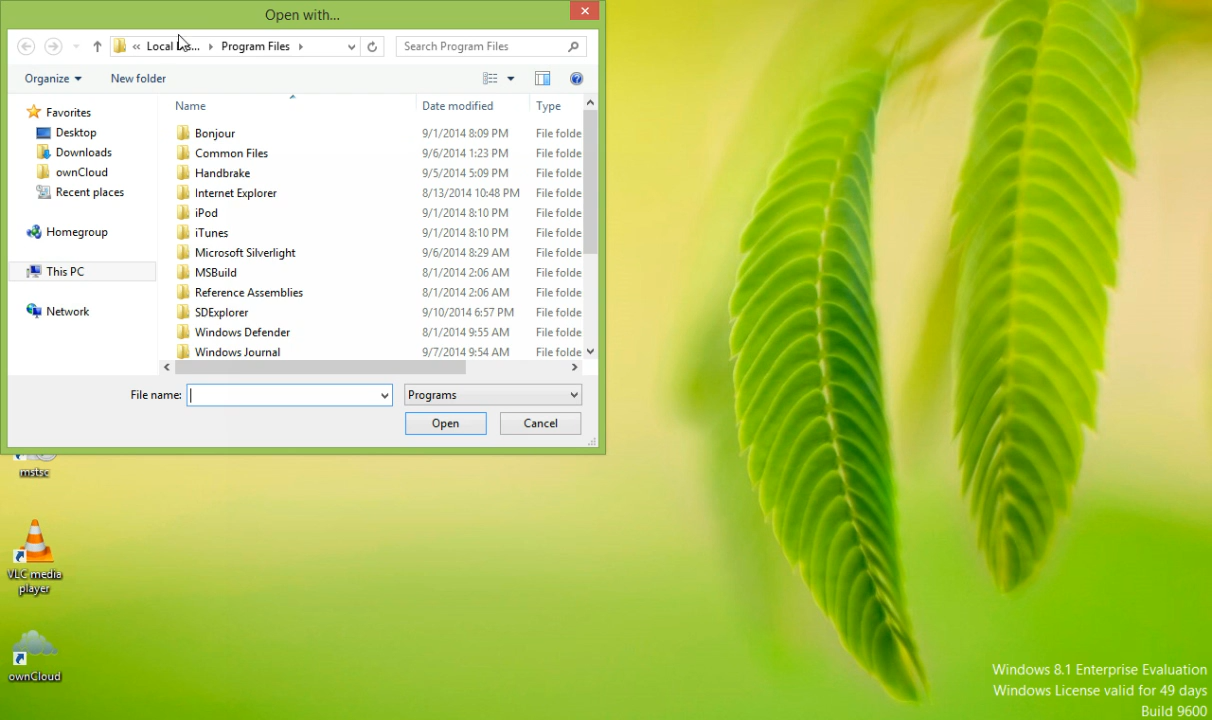 Open with...
« Local Dis... Program Files
Search Program Files
Organize
New folder
Favorites
Desktop
Downloads
ownCloud
Recent places
Homegroup
This PC
Network
Name Date modified Type
Bonjour 9/1/2014 8:09 PM File folde
Common Files 9/6/2014 1:23 PM File folde
Handbrake 9/5/2014 5:09 PM File folde
Internet Explorer 8/13/2014 10:48 PM File folde
iPod 9/1/2014 8:10 PM File folde
iTunes 9/1/2014 8:10 PM File folde
Microsoft Silverlight 9/6/2014 8:29 AM File folde
MSBuild 8/1/2014 2:06 AM File folde
Reference Assemblies 8/1/2014 2:06 AM File folde
SDExplorer 9/10/2014 6:57 PM File folde
Windows Defender 8/1/2014 9:55 AM File folde
Windows Journal 9/7/2014 9:54 AM File folde
File name:
Programs
Open
Cancel
mstsc
VLC media
player
ownCloud
Windows 8.1 Enterprise Evaluation
Windows License valid for 49 days
Build 9600